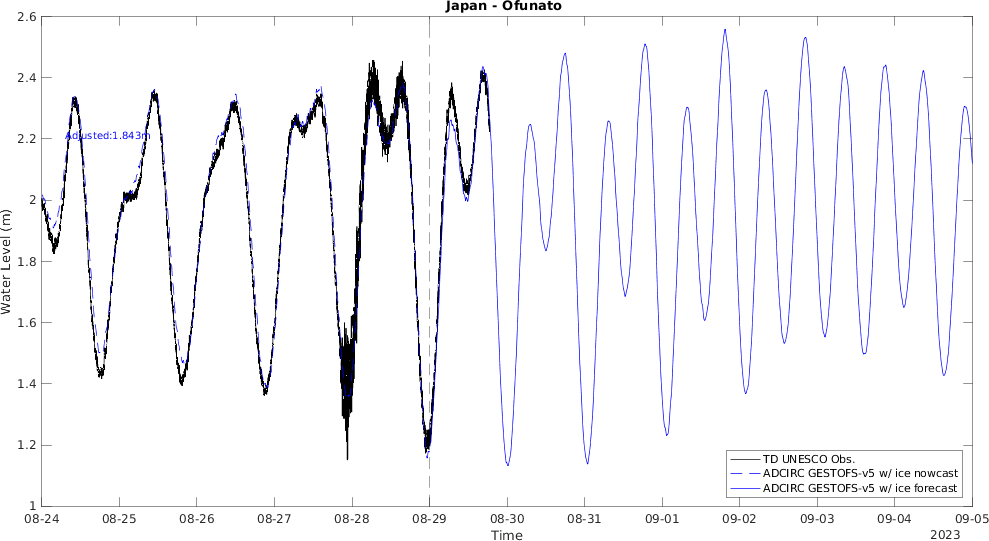 Japan - Ofunato
2.6
2.4
2.2
2
1.8
1.6
1.4
1.2
1
Water Level (m)
Adjusted:1.843m
TD UNESCO Obs.
ADCIRC GESTOFS-v5 w/ ice nowcast
ADCIRC GESTOFS-v5 w/ ice forecast
08-24 08-25 08-26 08-27 08-28 08-29 08-30 08-31 09-01 09-02 09-03 09-04 09-05
Time
2023